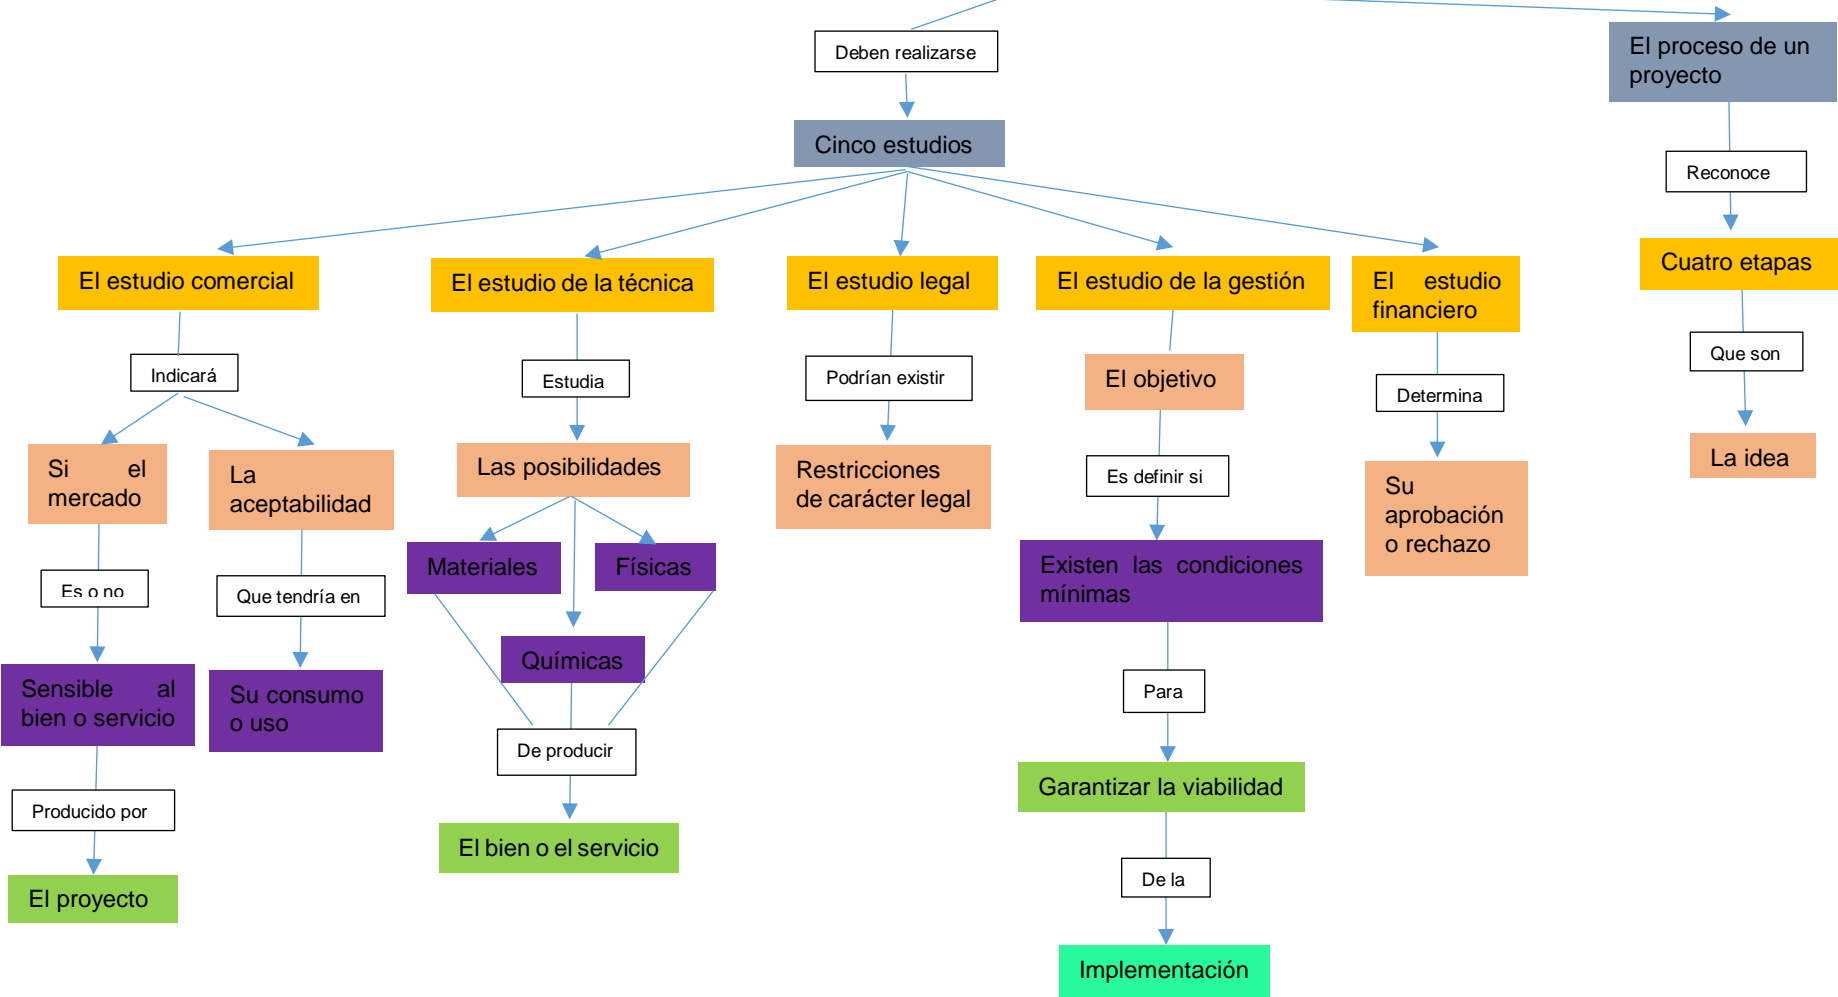 Deben realizarse
El proceso de un
proyecto
Cinco estudios
Reconoce
El estudio comercial
El estudio de la técnica
El estudio legal
El estudio de la gestión
El estudio
financiero
Cuatro etapas
Indicará
Estudia
Podrían existir
El objetivo
Determina
Que son
Si el
mercado
La
aceptabilidad
Las posibilidades
Restricciones
de carácter legal
Es definir si
Su
aprobación
o rechazo
La idea
Es o no
Que tendría en
Materiales
Físicas
Químicas
Existen las condiciones
mínimas
Sensible al
bien o servicio
Su consumo
o uso
De producir
Para
Producido por
El bien o el servicio
Garantizar la viabilidad
El proyecto
De la
Implementación